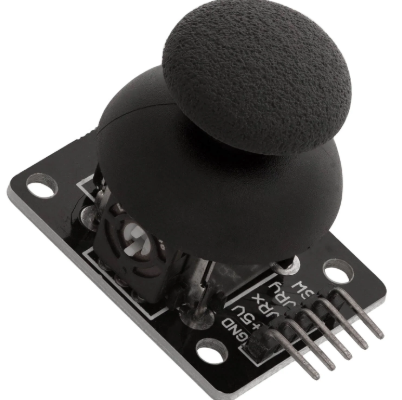 GND
+5V
VRx
VRy
SW